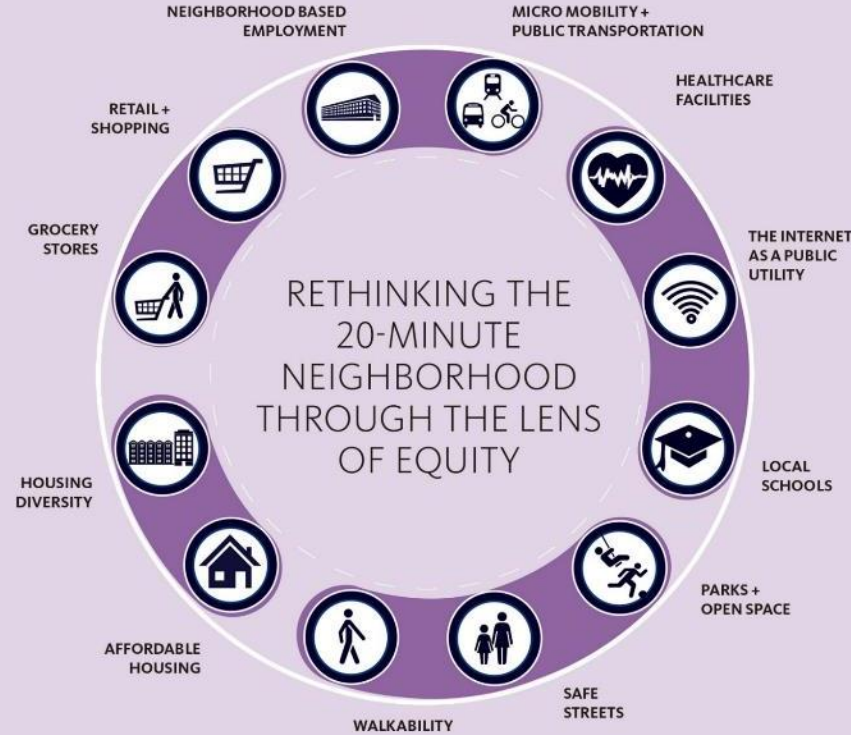 NEIGHBORHOOD BASED
EMPLOYMENT
MICRO MOBILITY +
PUBLIC TRANSPORTATION
HEALTHCARE
FACILITIES
RETAIL +
SHOPPING
GROCERY
STORES
THE INTERNET
AS A PUBLIC
UTILITY
RETHINKING THE
20-MINUTE
NEIGHBORHOOD
THROUGH THE LENS
OF EQUITY
LOCAL
SCHOOLS
HOUSING
DIVERSITY
PARKS +
OPEN SPACE
AFFORDABLE
HOUSING
SAFE
STREETS
WALKABILITY